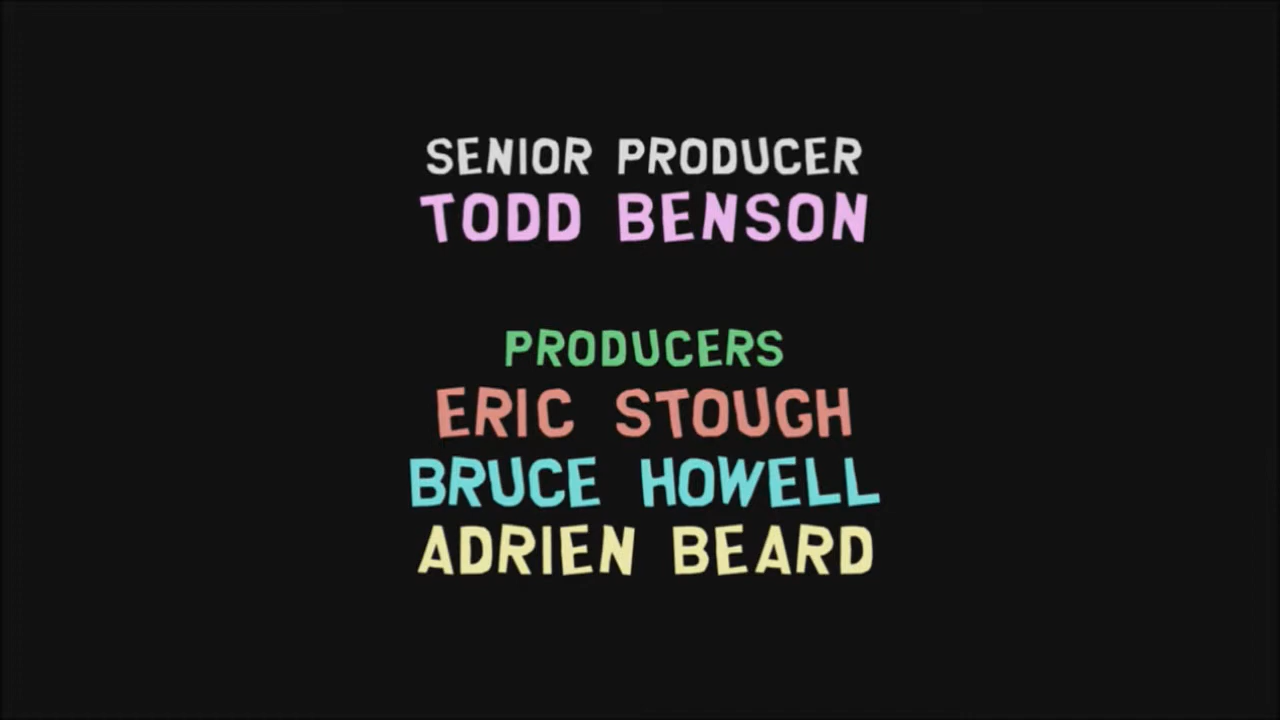 SENIOR PRODUCER
TODD BENSON
PRODUCERS
ERIC STOUGH
BRUCE HOWELL
ADRIEN BEARD